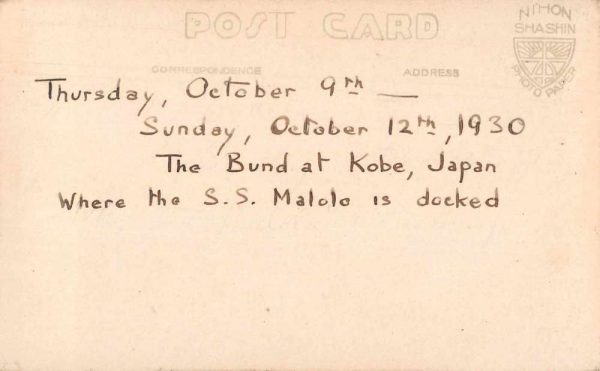 POST CARD
NIHON
SHASHIN
PHOTO PAPER
CORRESPONDENCE
ADDRESS
Thursday, October 9th —
Sunday, October 12th, 1930
The Bund at Kobe, Japan
Where the S.S. Malolo is docked